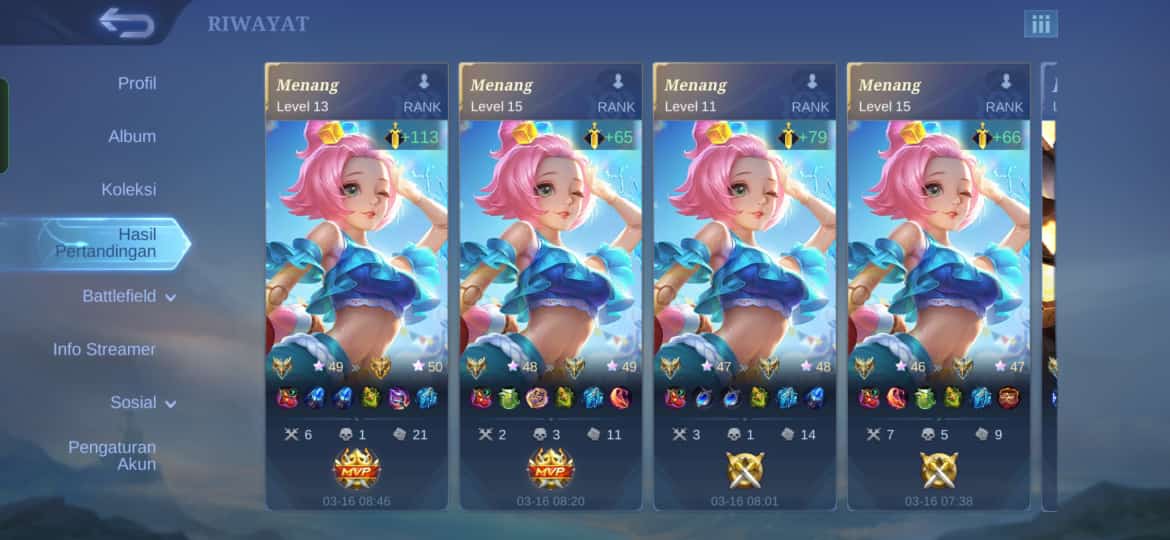 RIWAYAT
Profil
Album
Koleksi
Hasil
Pertandingan
Battlefield
Info Streamer
Sosial
Pengaturan
Akun
Menang
Level 13 RANK
+113
49 » 50
6 1 21
MVP
03-16 08:46
Menang
Level 15 RANK
+65
48 » 49
2 3 11
MVP
03-16 08:20
Menang
Level 11 RANK
+79
47 » 48
3 1 14
03-16 08:01
Menang
Level 15 RANK
+66
46 » 47
7 5 9
03-16 07:38